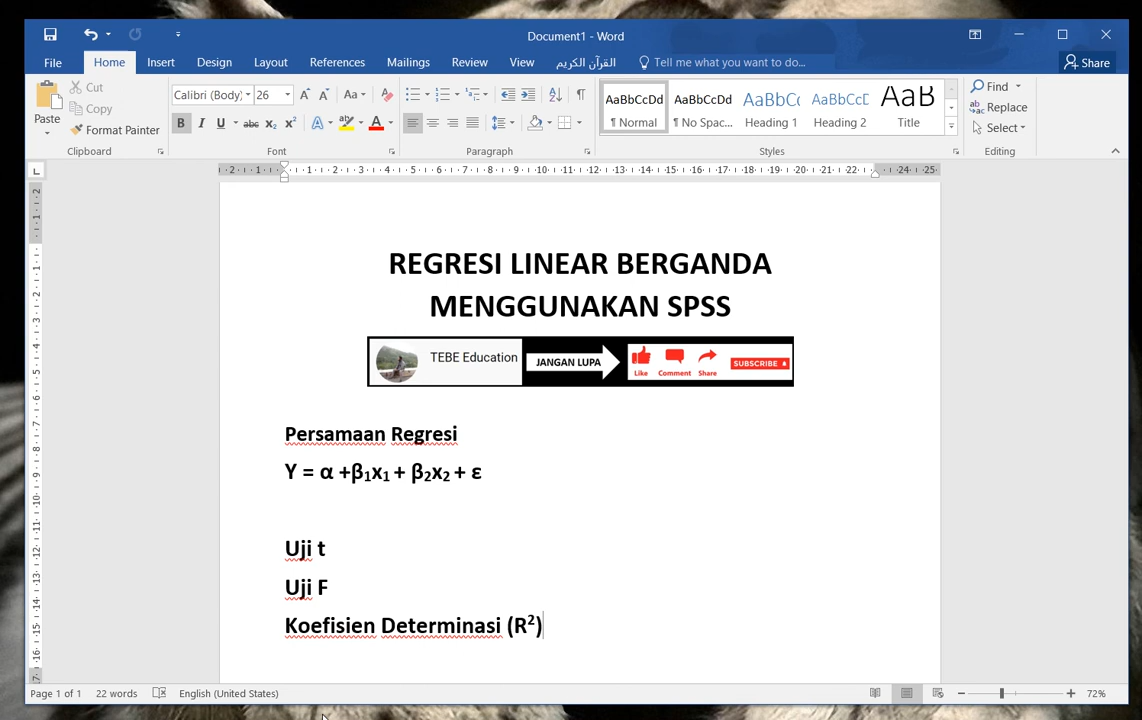 Document1 - Word
File Home Insert Design Layout References Mailings Review View القرآن الكريم Tell me what you want to do... Share
Paste
Cut
Copy
Format Painter
Calibri (Body) 26
AaBbCcDd AaBbCcDd AaBbCc AaBbCcE AaB
¶ Normal ¶ No Spac... Heading 1 Heading 2 Title
Find
Replace
Select
Clipboard Font Paragraph Styles Editing
REGRESI LINEAR BERGANDA
MENGGUNAKAN SPSS
TEBE Education JANGAN LUPA Like Comment Share SUBSCRIBE
Persamaan Regresi
Y = α +β₁x₁ + β₂x₂ + ε
Uji t
Uji F
Koefisien Determinasi (R²)
Page 1 of 1 22 words English (United States) 72%